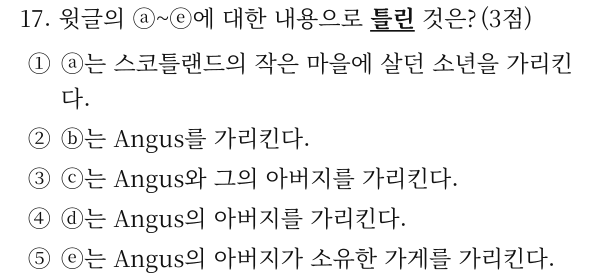 17. 윗글의 ⓐ~ⓔ에 대한 내용으로 틀린 것은?(3점)
① ⓐ는 스코틀랜드의 작은 마을에 살던 소년을 가리킨
다.
② ⓑ는 Angus를 가리킨다.
③ ⓒ는 Angus와 그의 아버지를 가리킨다.
④ ⓓ는 Angus의 아버지를 가리킨다.
⑤ ⓔ는 Angus의 아버지가 소유한 가게를 가리킨다.